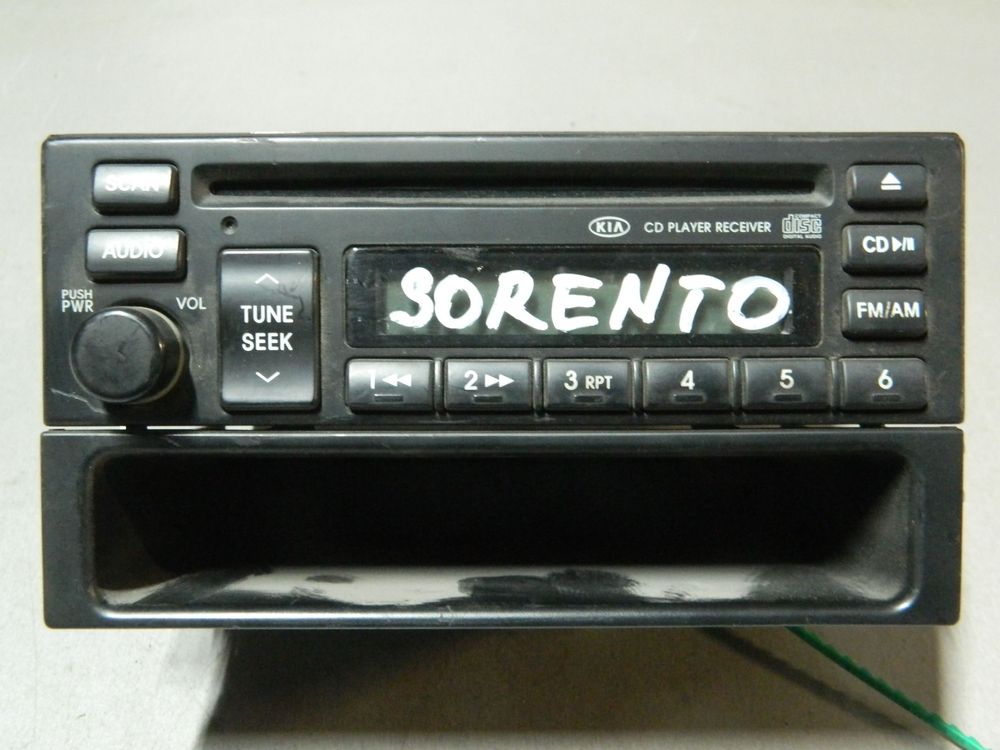 SCAN
AUDIO
PUSH
PWR
VOL
TUNE
SEEK
KIA CD PLAYER RECEIVER
COMPACT
disc
DIGITAL AUDIO
SORENTO
CD
FM/AM
1 2 3 RPT 4 5 6